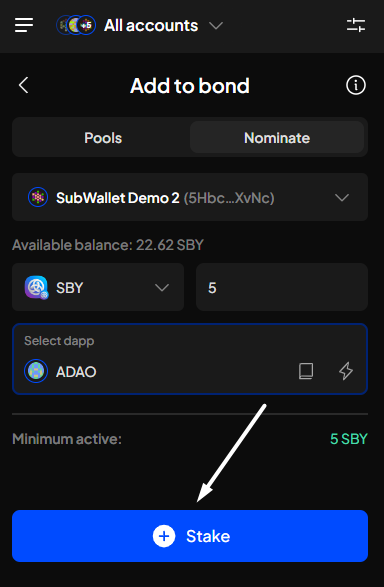 +5 All accounts
Add to bond
Pools Nominate
SubWallet Demo 2 (5Hbc...XvNc)
Available balance: 22.62 SBY
SBY 5
Select dapp
ADAO
Minimum active: 5 SBY
Stake